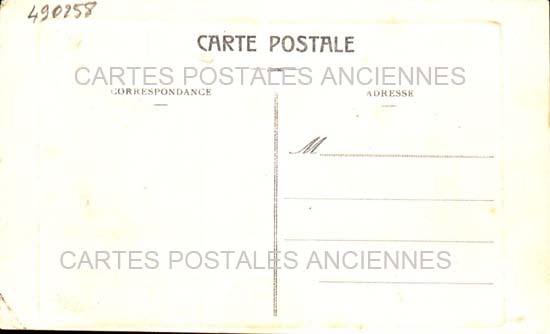 490258
CARTE POSTALE
CARTES POSTALES ANCIENNES
CORRESPONDANCE
ADRESSE
M
CARTES POSTALES ANCIENNES